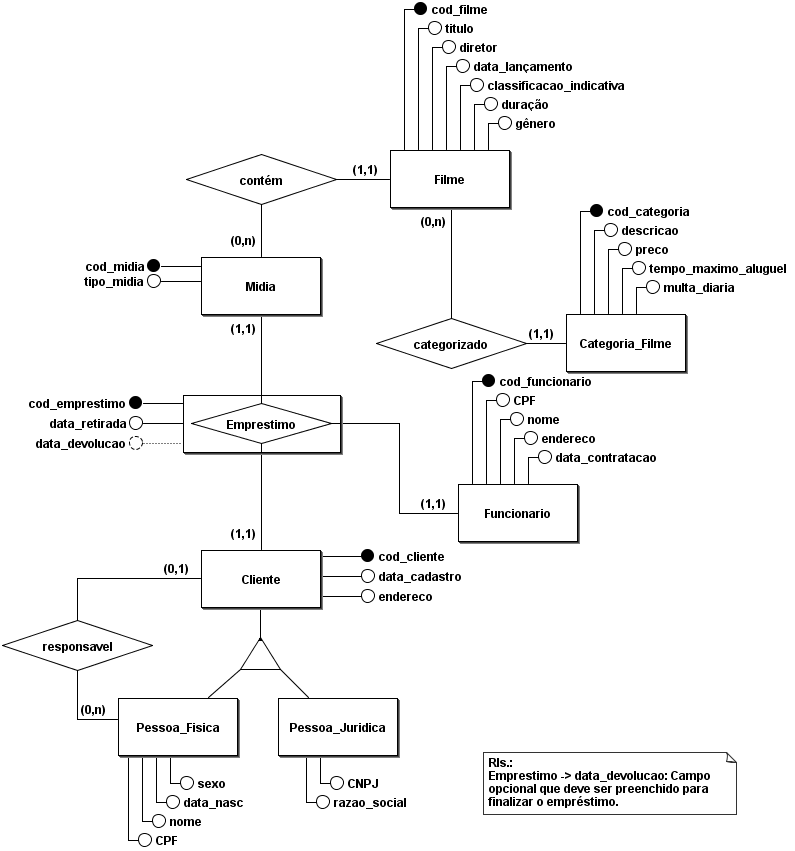 cod_filme
titulo
diretor
data_lançamento
classificacao_indicativa
duração
gênero
(1,1)
contém
Filme
(0,n)
(0,n)
cod_categoria
descricao
preco
tempo_maximo_aluguel
multa_diaria
cod_midia
tipo_midia
Midia
(1,1)
(1,1)
categorizado
Categoria_Filme
cod_emprestimo
data_retirada
data_devolucao
Emprestimo
cod_funcionario
CPF
nome
endereco
data_contratacao
(1,1)
Funcionario
(1,1)
(0,1)
Cliente
cod_cliente
data_cadastro
endereco
responsavel
(0,n)
Pessoa_Fisica
Pessoa_Juridica
sexo
data_nasc
nome
CPF
CNPJ
razao_social
RIs.:
Emprestimo -> data_devolucao: Campo
opcional que deve ser preenchido para
finalizar o empréstimo.